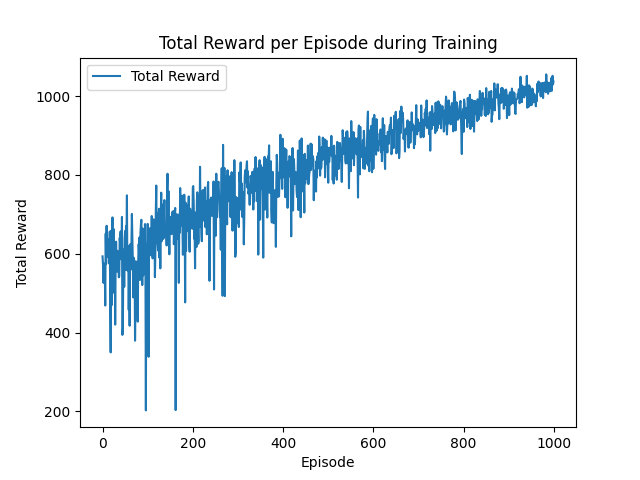 Total Reward per Episode during Training
Total Reward
1000
800
600
400
200
Total Reward
0 200 400 600 800 1000
Episode